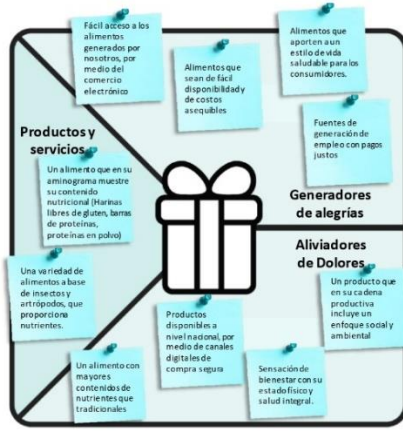 Fácil acceso a los
alimentos
generados por
nosotros, por
medio del
comercio
electrónico
Alimentos que
sean de fácil
disponibilidad y
de costos
asequibles
Alimentos que
aporten a un
estilo de vida
saludable para los
consumidores.
Fuentes de
generación de
empleo con pagos
justos
Productos y
servicios
Un alimento que en su
aminograma muestre
su contenido
nutricional (Harinas
libres de gluten, barras
de proteínas,
proteínas en polvo)
Generadores
de alegrías
Aliviadores
de Dolores
Una variedad de
alimentos a base
de insectos y
artrópodos, que
proporciona
nutrientes.
Un producto que
en su cadena
productiva
incluye un
enfoque social y
ambiental
Productos
disponibles a
nivel nacional, por
medio de canales
digitales de
compra segura
Un alimento con
mayores
contenidos de
nutrientes que
tradicionales
Sensación de
bienestar con su
estado físico y
salud integral.